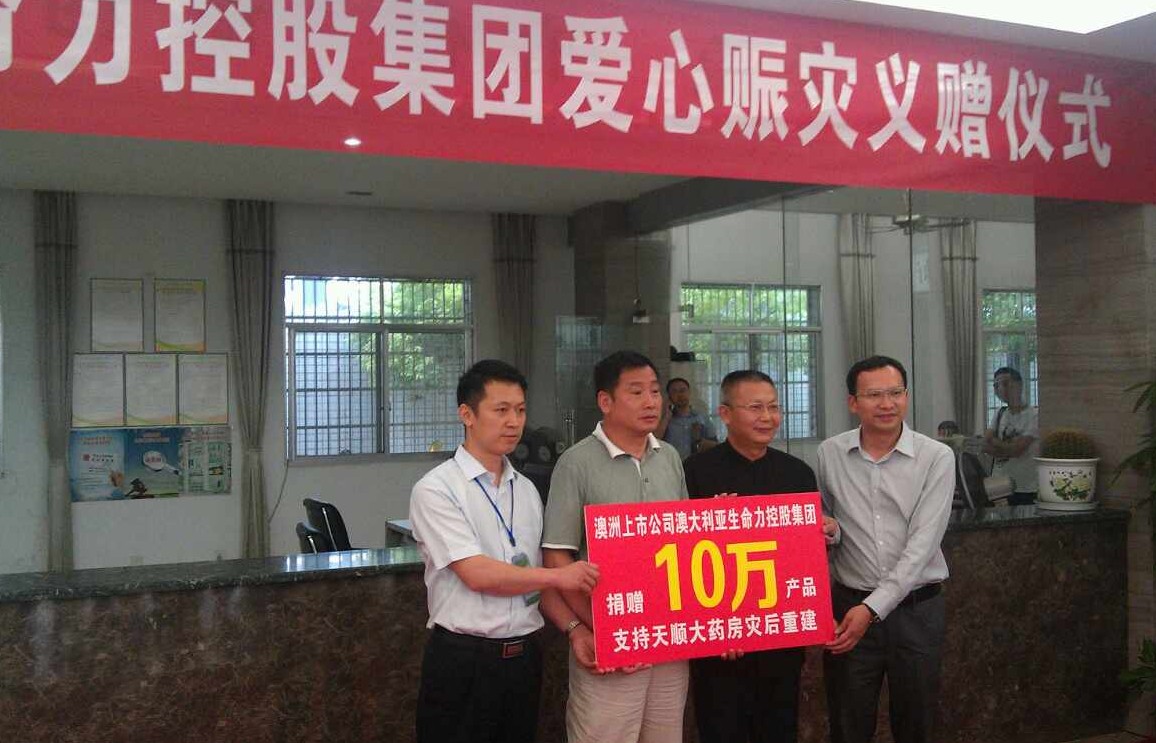 命力控股集团爱心赈灾义赠仪式
澳洲上市公司澳大利亚生命力控股集团
捐赠 10万 产品
支持天顺大药房灾后重建